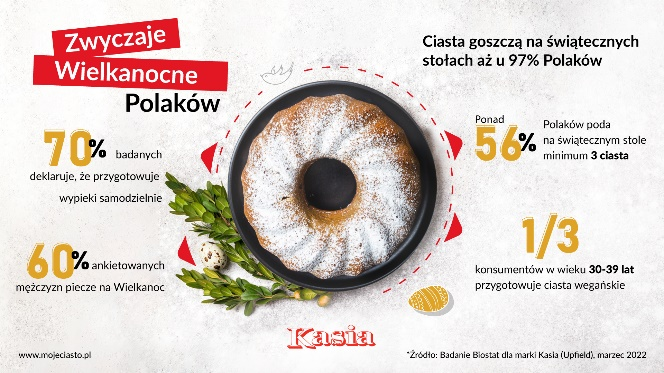 Zwyczaje
Wielkanocne
Polaków
Ciasta goszczą na świątecznych
stołach aż u 97% Polaków
70% badanych
deklaruje, że przygotowuje
wypieki samodzielnie
60% ankietowanych
mężczyzn piecze na Wielkanoc
Ponad
56% Polaków poda
na świątecznym stole
minimum 3 ciasta
1/3
konsumentów w wieku 30-39 lat
przygotowuje ciasta wegańskie
Kasia
www.mojeciasto.pl
*Źródło: Badanie Biostat dla marki Kasia (Upfield), marzec 2022